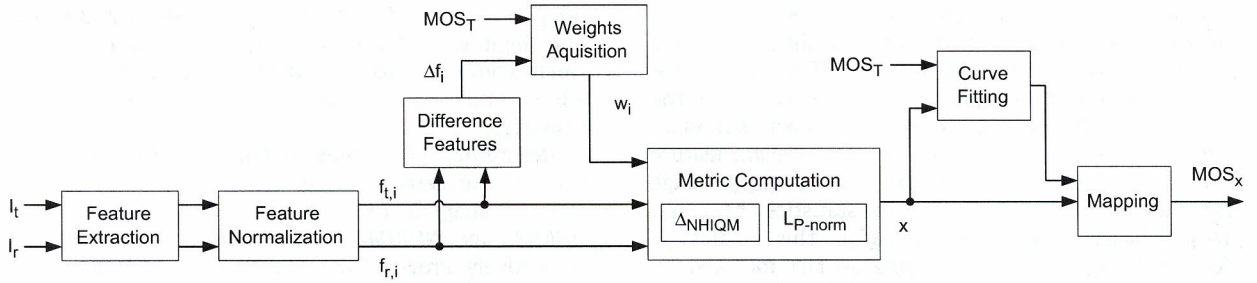 MOS_T
Weights
Aquisition
Δf_i
w_i
Difference
Features
MOS_T
Curve
Fitting
I_t
I_r
Feature
Extraction
Feature
Normalization
f_t,i
f_r,i
Metric Computation
Δ_NHIQM
L_P-norm
x
Mapping
MOS_x